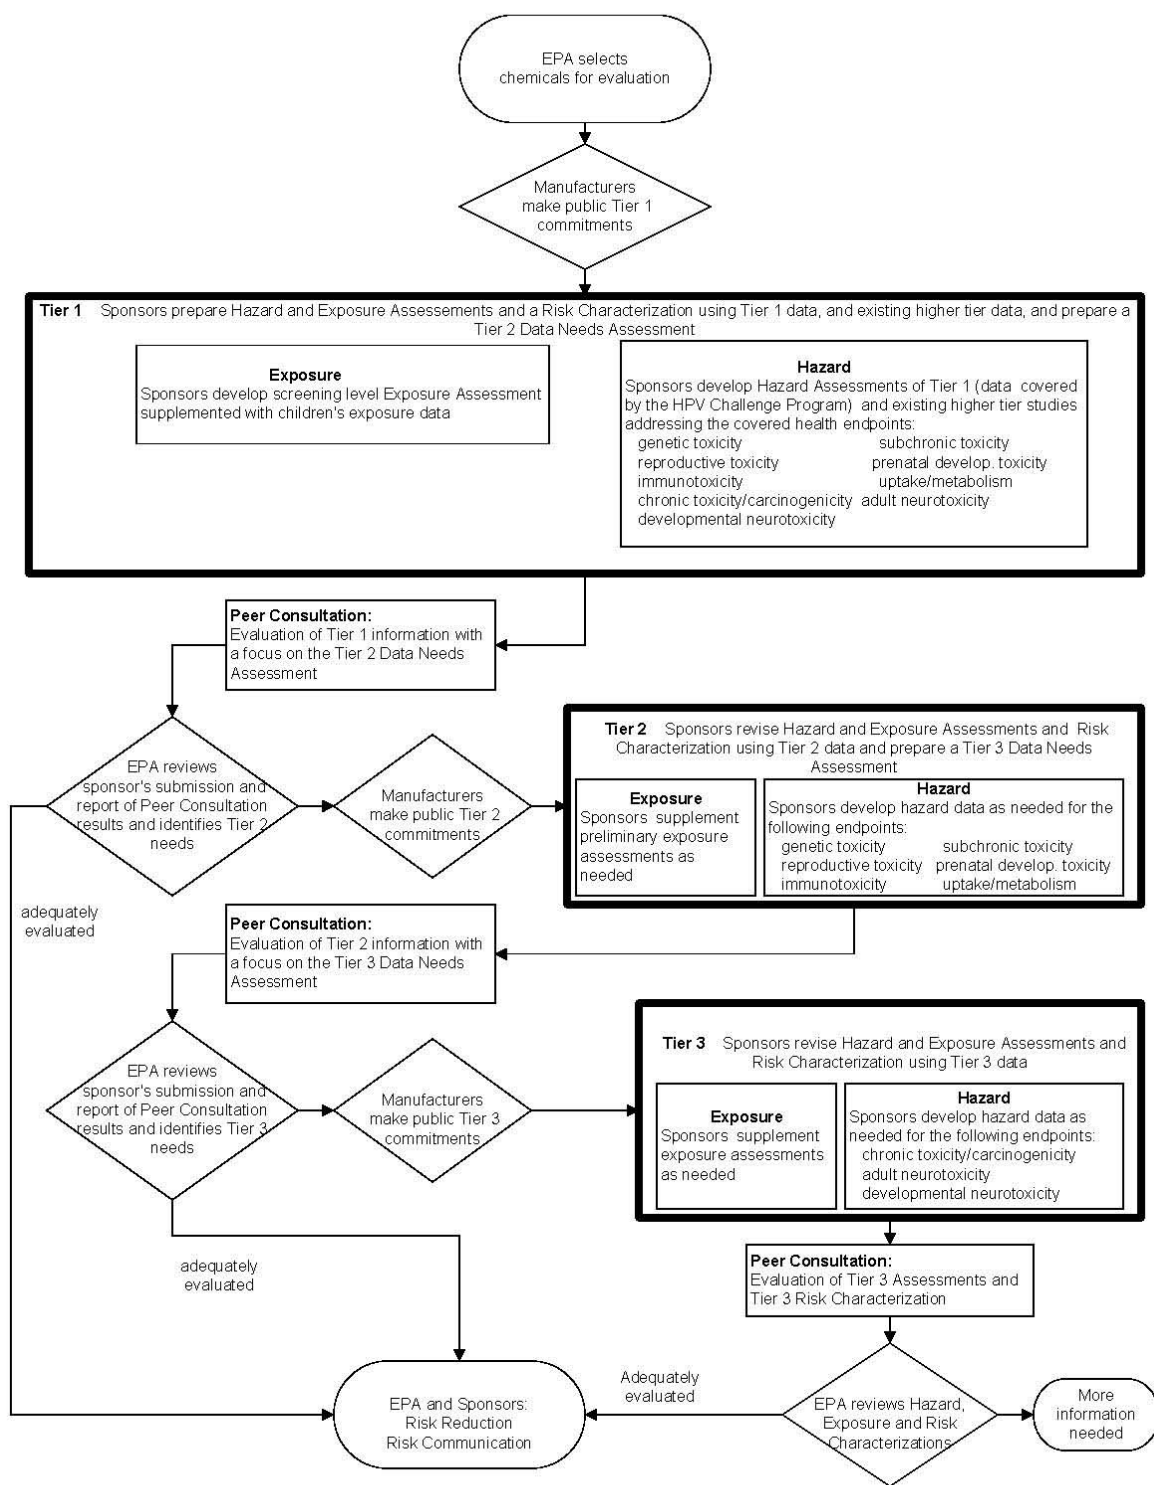 EPA selects
chemicals for evaluation
Manufacturers
make public Tier 1
commitments
Tier 1 Sponsors prepare Hazard and Exposure Assessements and a Risk Characterization using Tier 1 data, and existing higher tier data, and prepare a
Tier 2 Data Needs Assessment
Exposure
Sponsors develop screening level Exposure Assessment
supplemented with children's exposure data
Hazard
Sponsors develop Hazard Assessments of Tier 1 (data covered
by the HPV Challenge Program) and existing higher tier studies
addressing the covered health endpoints:
genetic toxicity subchronic toxicity
reproductive toxicity prenatal develop. toxicity
immunotoxicity uptake/metabolism
chronic toxicity/carcinogenicity adult neurotoxicity
developmental neurotoxicity
Peer Consultation:
Evaluation of Tier 1 information with
a focus on the Tier 2 Data Needs
Assessment
EPA reviews
sponsor's submission and
report of Peer Consultation
results and identifies Tier 2
needs
Manufacturers
make public Tier 2
commitments
Tier 2 Sponsors revise Hazard and Exposure Assessments and Risk
Characterization using Tier 2 data and prepare a Tier 3 Data Needs
Assessment
Exposure
Sponsors supplement
preliminary exposure
assessments as
needed
Hazard
Sponsors develop hazard data as needed for the
following endpoints:
genetic toxicity subchronic toxicity
reproductive toxicity prenatal develop. toxicity
immunotoxicity uptake/metabolism
adequately
evaluated
Peer Consultation:
Evaluation of Tier 2 information with
a focus on the Tier 3 Data Needs
Assessment
EPA reviews
sponsor's submission and
report of Peer Consultation
results and identifies Tier 3
needs
Manufacturers
make public Tier 3
commitments
Tier 3 Sponsors revise Hazard and Exposure Assessments and
Risk Characterization using Tier 3 data
Exposure
Sponsors supplement
exposure assessments
as needed
Hazard
Sponsors develop hazard data as
needed for the following endpoints:
chronic toxicity/carcinogenicity
adult neurotoxicity
developmental neurotoxicity
adequately
evaluated
Peer Consultation:
Evaluation of Tier 3 Assessments and
Tier 3 Risk Characterization
EPA and Sponsors:
Risk Reduction
Risk Communication
Adequately
evaluated
EPA reviews Hazard,
Exposure and Risk
Characterizations
More
information
needed